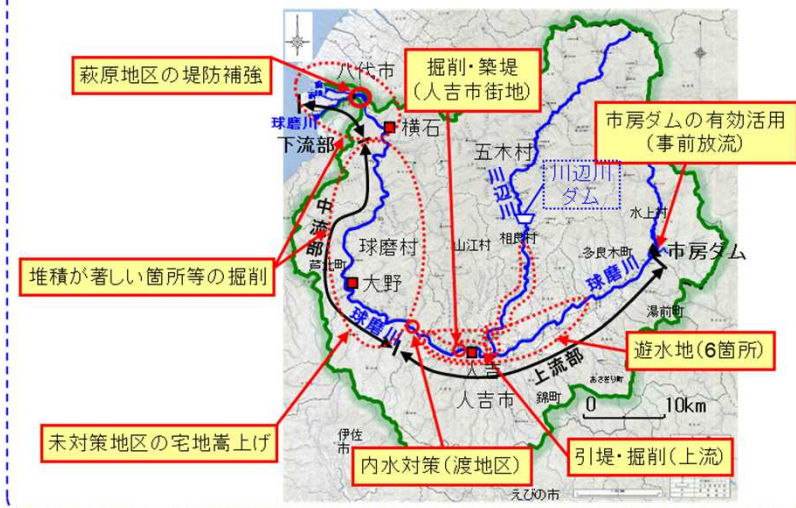 萩原地区の堤防補強
八代市
掘削・築堤
(人吉市街地)
市房ダムの有効活用
(事前放流)
球磨川
下流部
横石
五木村
川辺川
川辺川
ダム
水上村
中流部
球磨村
山江村
相良村
多良木町
市房ダム
芦北町
堆積が著しい箇所等の掘削
大野
球磨川
球磨川
湯前町
遊水地(6箇所)
上流部
人吉
あさぎり町
人吉市
錦町
0 10km
未対策地区の宅地嵩上げ
伊佐
市
内水対策(渡地区)
引堤・掘削(上流)
えびの市